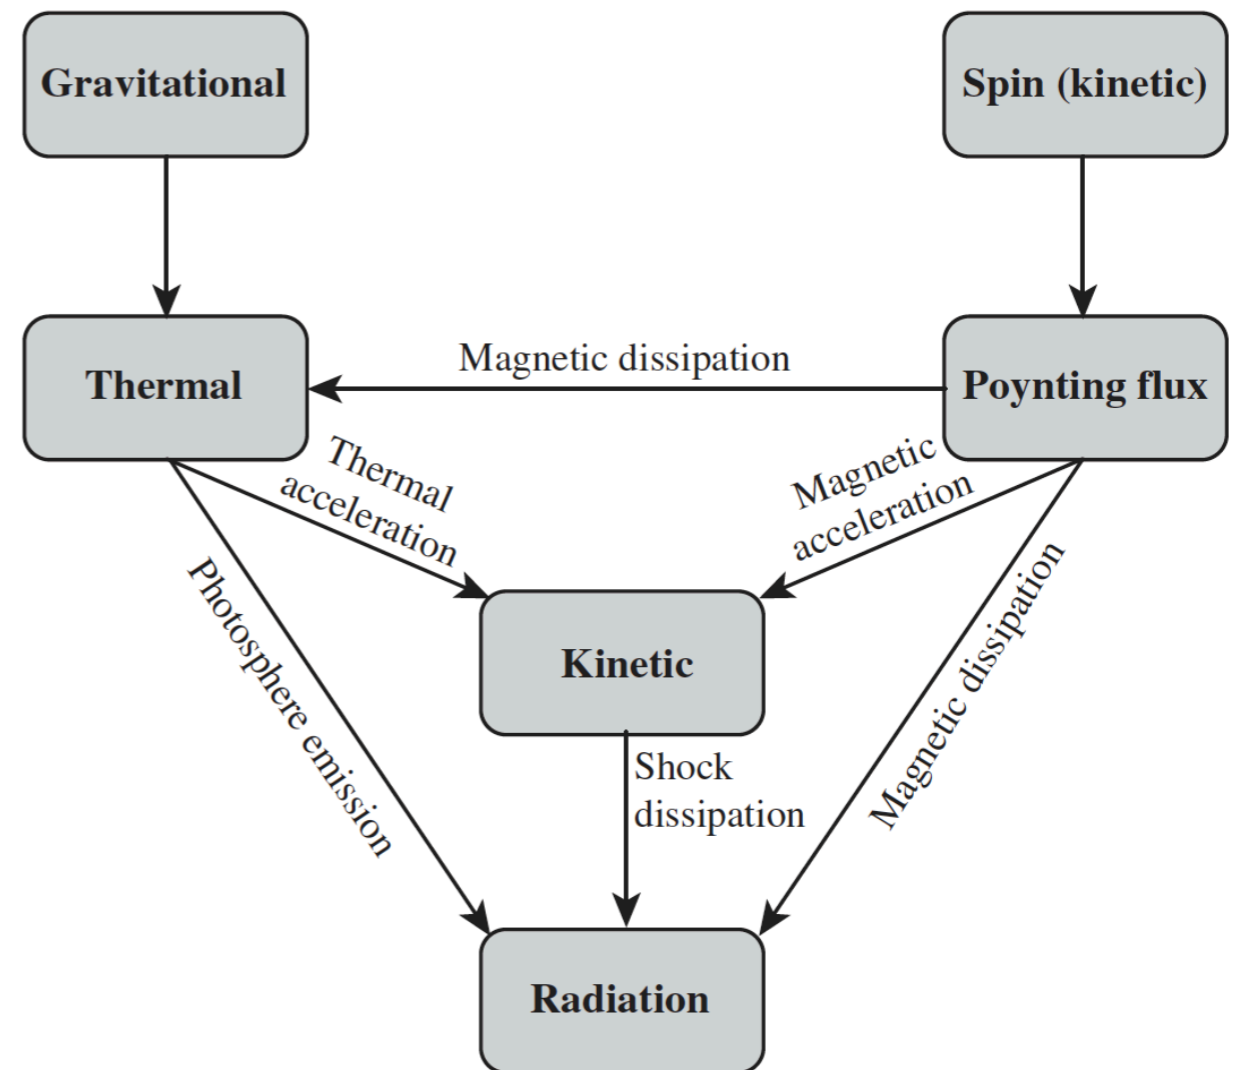 Gravitational
Spin (kinetic)
Magnetic dissipation
Thermal
Poynting flux
Thermal
acceleration
Magnetic
acceleration
Photosphere emission
Kinetic
Magnetic dissipation
Shock
dissipation
Radiation